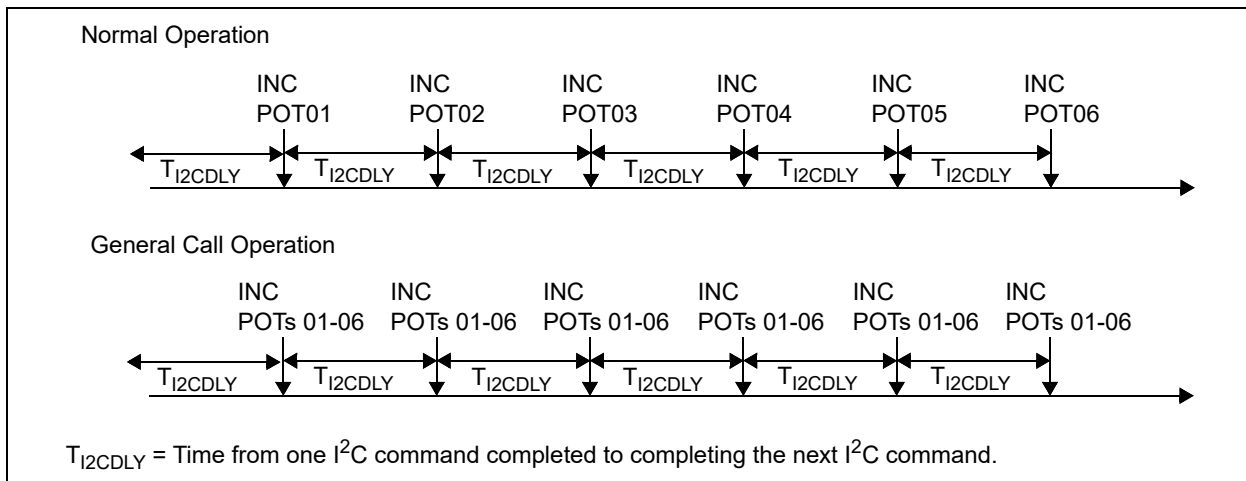 Normal Operation
INC INC INC INC INC INC
POT01 POT02 POT03 POT04 POT05 POT06
TI2CDLY TI2CDLY TI2CDLY TI2CDLY TI2CDLY TI2CDLY
General Call Operation
INC INC INC INC INC INC
POTs 01-06 POTs 01-06 POTs 01-06 POTs 01-06 POTs 01-06 POTs 01-06
TI2CDLY TI2CDLY TI2CDLY TI2CDLY TI2CDLY TI2CDLY
TI2CDLY = Time from one I2C command completed to completing the next I2C command.